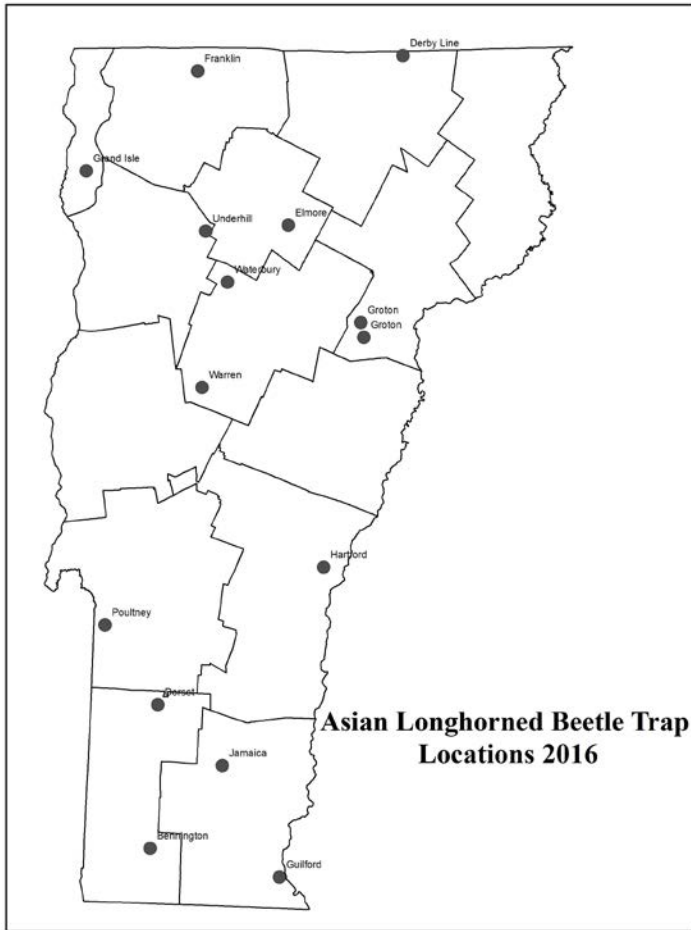 Derby Line
Franklin
Grand Isle
Underhill
Elmore
Waterbury
Groton
Groton
Warren
Hartford
Poultney
Dorset
Asian Longhorned Beetle Trap
Locations 2016
Jamaica
Bennington
Guilford